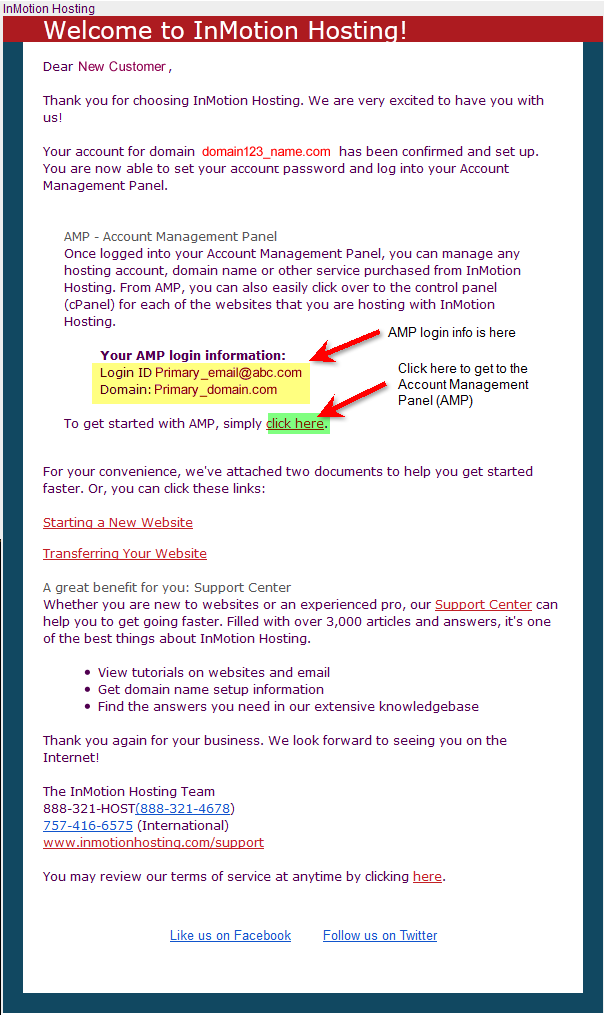 InMotion Hosting
Welcome to InMotion Hosting!
Dear New Customer,
Thank you for choosing InMotion Hosting. We are very excited to have you with
us!
Your account for domain domain123_name.com has been confirmed and set up.
You are now able to set your account password and log into your Account
Management Panel.
AMP - Account Management Panel
Once logged into your Account Management Panel, you can manage any
hosting account, domain name or other service purchased from InMotion
Hosting. From AMP, you can also easily click over to the control panel
(cPanel) for each of the websites that you are hosting with InMotion
Hosting.
Your AMP login information:
Login ID Primary_email@abc.com
Domain: Primary_domain.com
AMP login info is here
Click here to get to the
Account Management
Panel (AMP)
To get started with AMP, simply click here.
For your convenience, we've attached two documents to help you get started
faster. Or, you can click these links:
Starting a New Website
Transferring Your Website
A great benefit for you: Support Center
Whether you are new to websites or an experienced pro, our Support Center can
help you to get going faster. Filled with over 3,000 articles and answers, it's one
of the best things about InMotion Hosting.
• View tutorials on websites and email
• Get domain name setup information
• Find the answers you need in our extensive knowledgebase
Thank you again for your business. We look forward to seeing you on the
Internet!
The InMotion Hosting Team
888-321-HOST(888-321-4678)
757-416-6575 (International)
www.inmotionhosting.com/support
You may review our terms of service at anytime by clicking here.
Like us on Facebook Follow us on Twitter